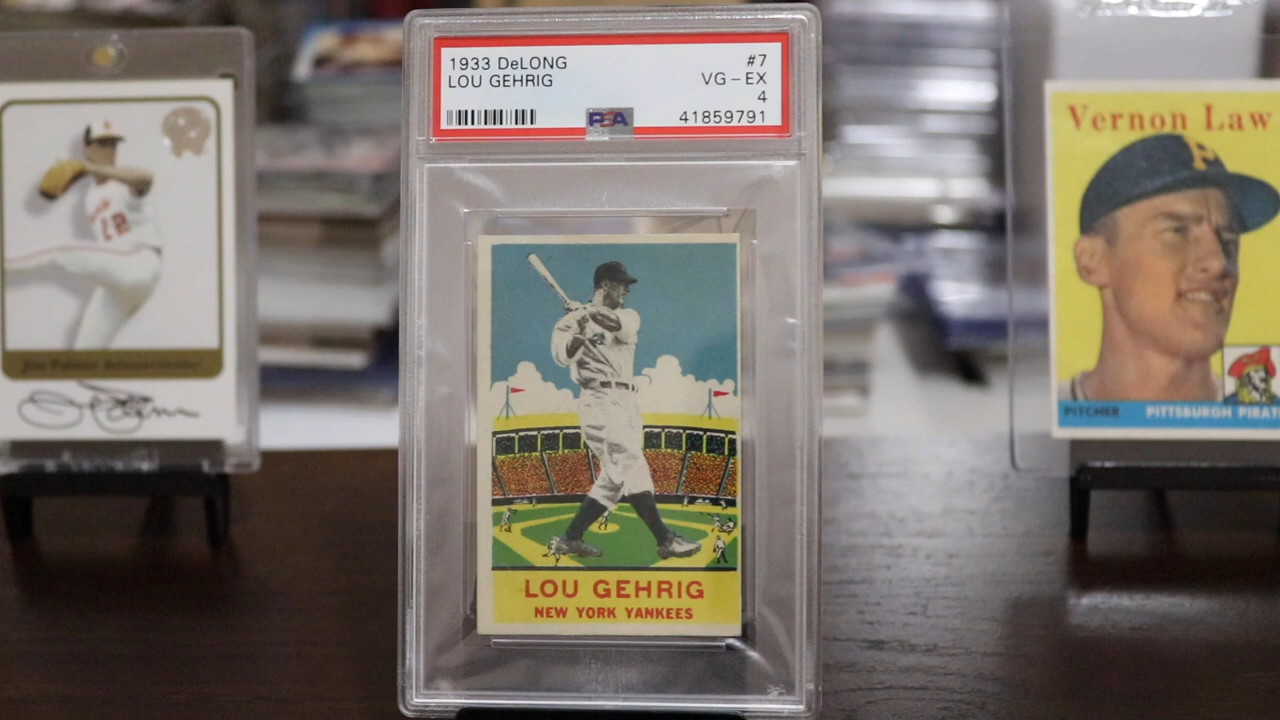 1933 DeLONG
LOU GEHRIG
#7
VG-EX
4
41859791
PSA
LOU GEHRIG
NEW YORK YANKEES
12
Vernon Law
P
PITCHER
PITTSBURGH PIRAT